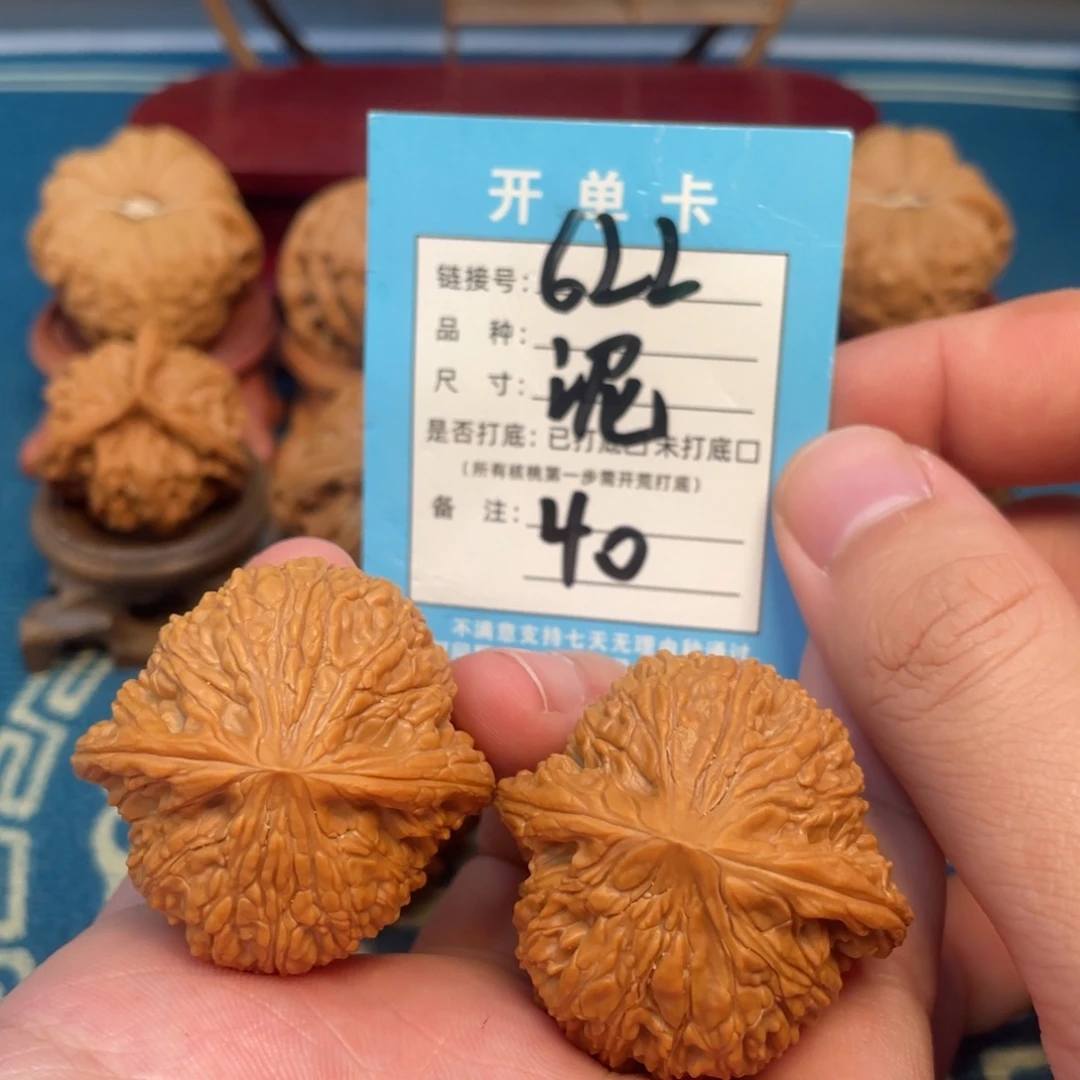 开单卡
链接号: 622
品 种:
尺 寸: 泥
是否打底: 已打底□ 未打底□
(所有核桃第一步需开荒打底)
备 注: 40
不满意支持七天无理由